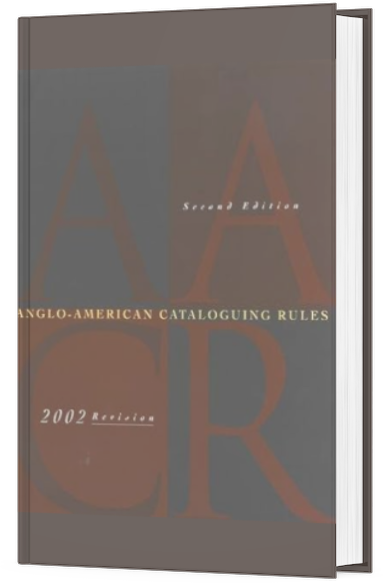 A A
Second Edition
ANGLO-AMERICAN CATALOGUING RULES
2002 Revision
C R